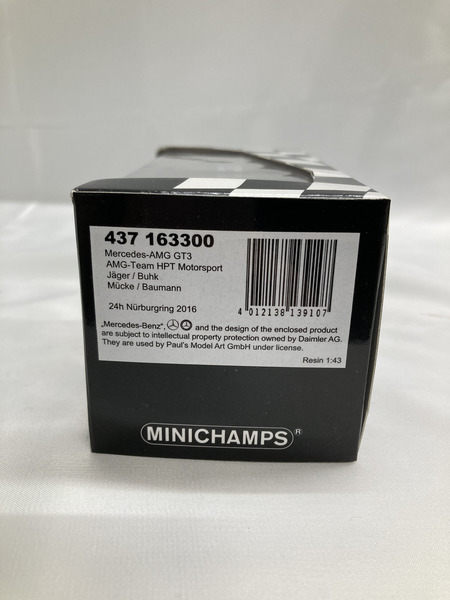 437 163300
Mercedes-AMG GT3
AMG-Team HPT Motorsport
Jäger / Buhk
Mücke / Baumann
24h Nürburgring 2016
4 012138 139107
„Mercedes-Benz", and the design of the enclosed product
are subject to intellectual property protection owned by Daimler AG.
They are used by Paul's Model Art GmbH under license.
Resin 1:43
MINICHAMPS®